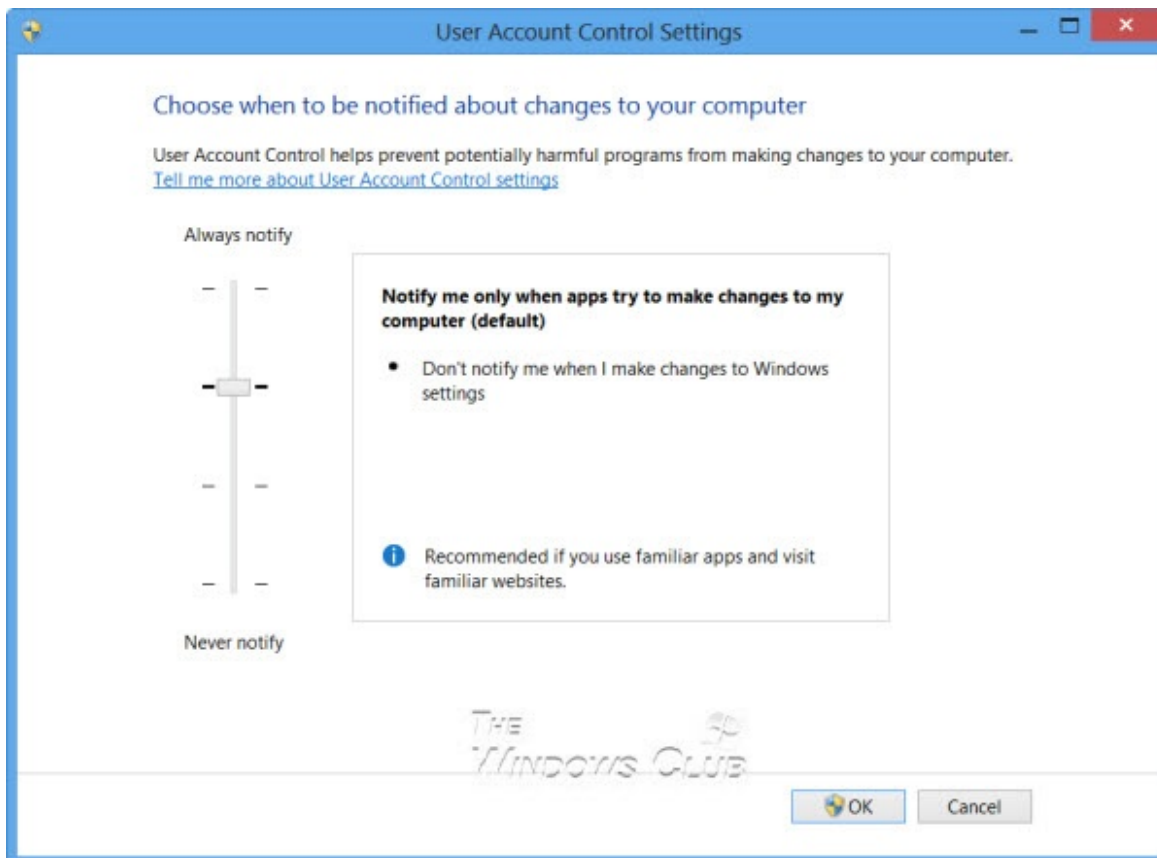 User Account Control Settings
Choose when to be notified about changes to your computer
User Account Control helps prevent potentially harmful programs from making changes to your computer.
Tell me more about User Account Control settings
Always notify
Notify me only when apps try to make changes to my
computer (default)
• Don't notify me when I make changes to Windows
settings
Recommended if you use familiar apps and visit
familiar websites.
Never notify
THE
WINDOWS CLUB
OK
Cancel